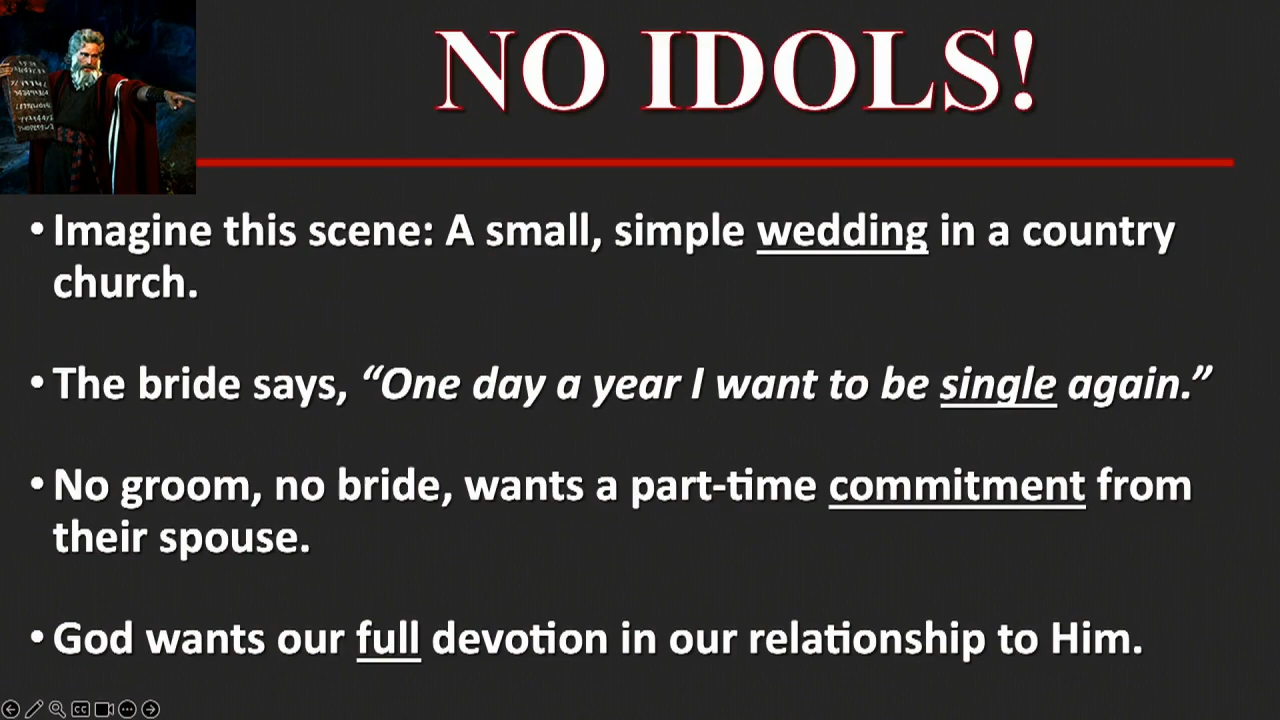 NO IDOLS!
• Imagine this scene: A small, simple wedding in a country
church.
• The bride says, “One day a year I want to be single again.”
• No groom, no bride, wants a part-time commitment from
their spouse.
• God wants our full devotion in our relationship to Him.
CC